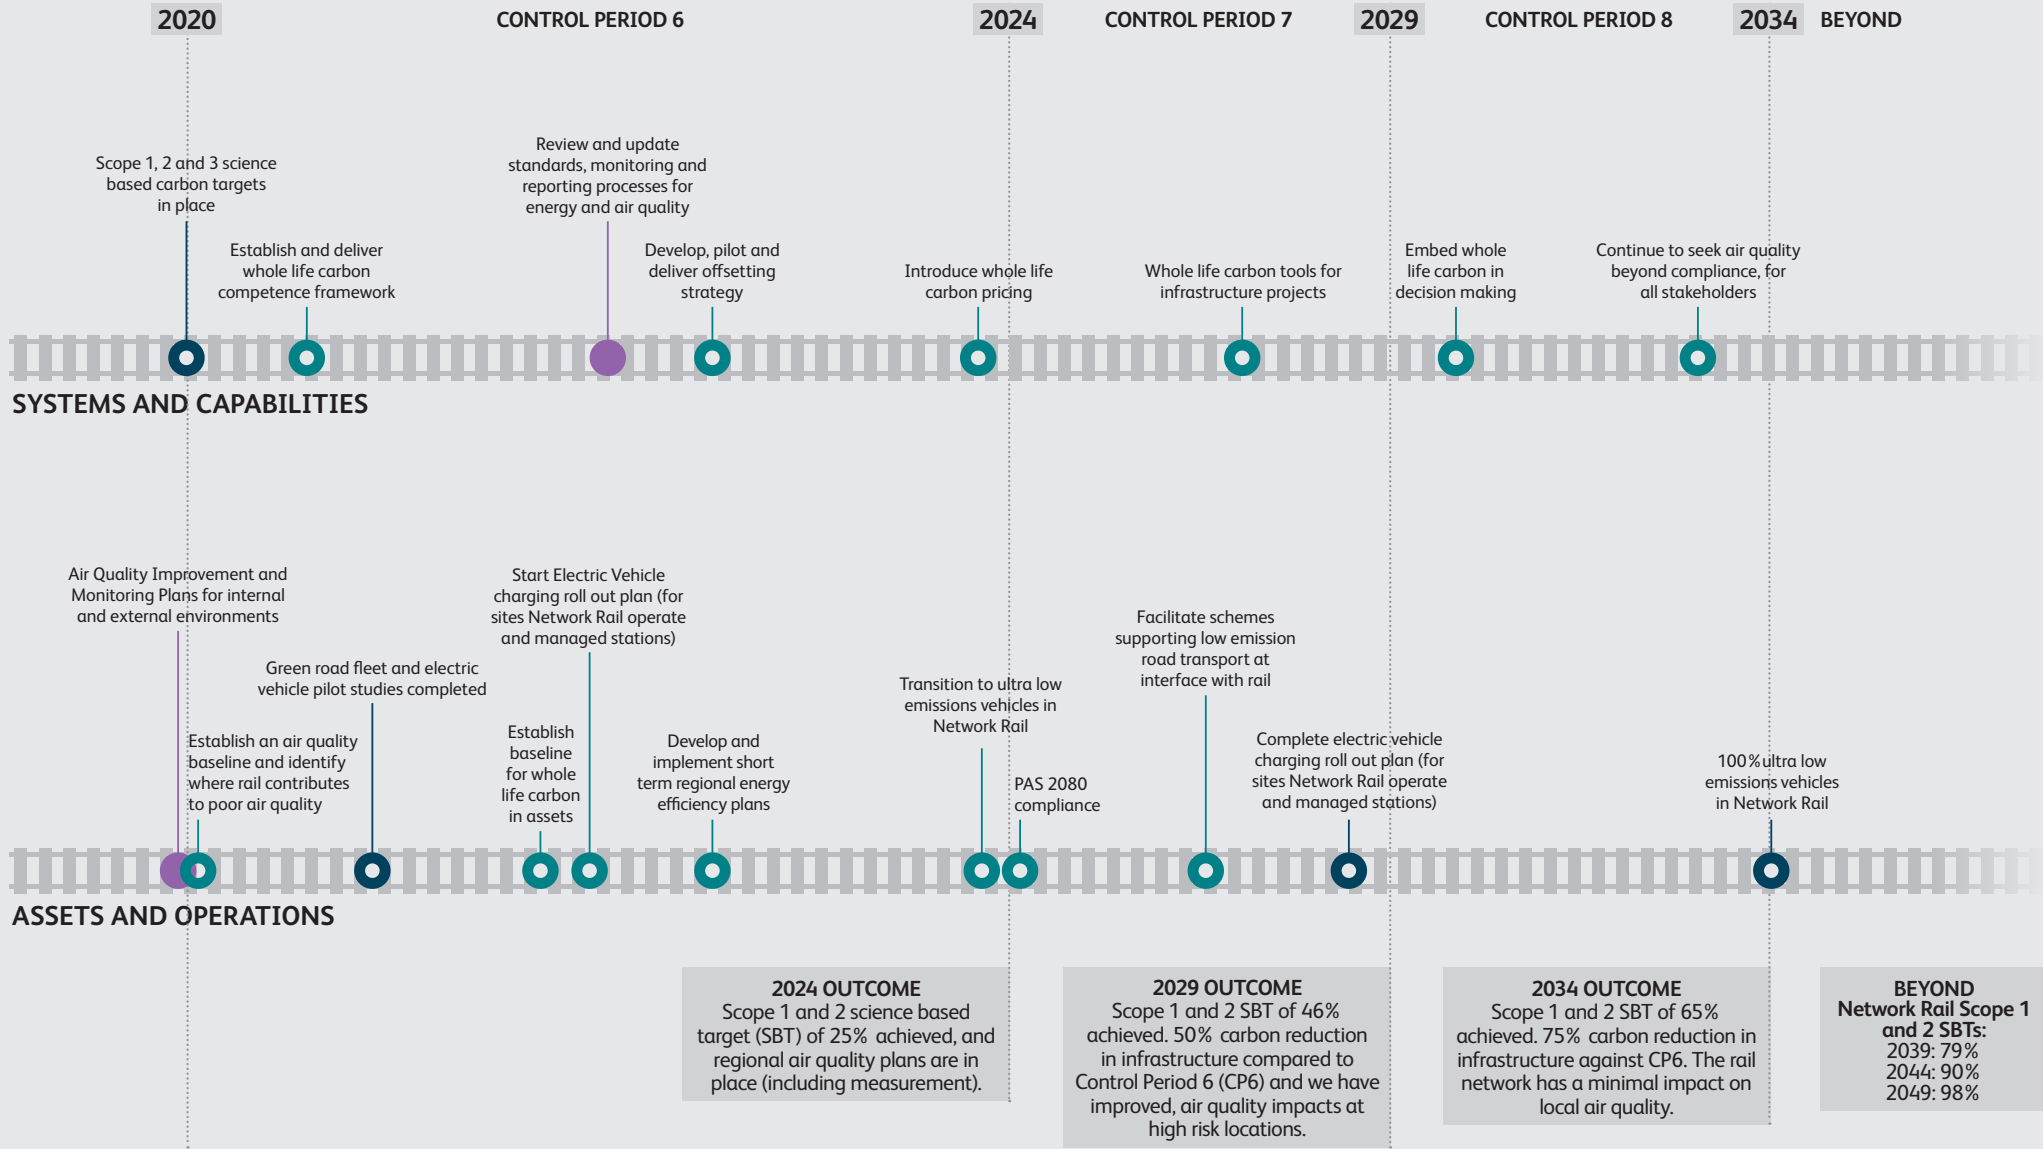 2020
CONTROL PERIOD 6
2024
CONTROL PERIOD 7
2029
CONTROL PERIOD 8
2034
BEYOND
Scope 1, 2 and 3 science
based carbon targets
in place
Establish and deliver
whole life carbon
competence framework
Review and update
standards, monitoring and
reporting processes for
energy and air quality
Develop, pilot and
deliver offsetting
strategy
Introduce whole life
carbon pricing
Whole life carbon tools for
infrastructure projects
Embed whole
life carbon in
decision making
Continue to seek air quality
beyond compliance, for
all stakeholders
SYSTEMS AND CAPABILITIES
Air Quality Improvement and
Monitoring Plans for internal
and external environments
Establish an air quality
baseline and identify
where rail contributes
to poor air quality
Green road fleet and electric
vehicle pilot studies completed
Establish
baseline
for whole
life carbon
in assets
Start Electric Vehicle
charging roll out plan (for
sites Network Rail operate
and managed stations)
Develop and
implement short
term regional energy
efficiency plans
Transition to ultra low
emissions vehicles in
Network Rail
PAS 2080
compliance
Facilitate schemes
supporting low emission
road transport at
interface with rail
Complete electric vehicle
charging roll out plan (for
sites Network Rail operate
and managed stations)
100% ultra low
emissions vehicles
in Network Rail
ASSETS AND OPERATIONS
2024 OUTCOME
Scope 1 and 2 science based
target (SBT) of 25% achieved, and
regional air quality plans are in
place (including measurement).
2029 OUTCOME
Scope 1 and 2 SBT of 46%
achieved. 50% carbon reduction
in infrastructure compared to
Control Period 6 (CP6) and we have
improved, air quality impacts at
high risk locations.
2034 OUTCOME
Scope 1 and 2 SBT of 65%
achieved. 75% carbon reduction in
infrastructure against CP6. The rail
network has a minimal impact on
local air quality.
BEYOND
Network Rail Scope 1
and 2 SBTs:
2039: 79%
2044: 90%
2049: 98%